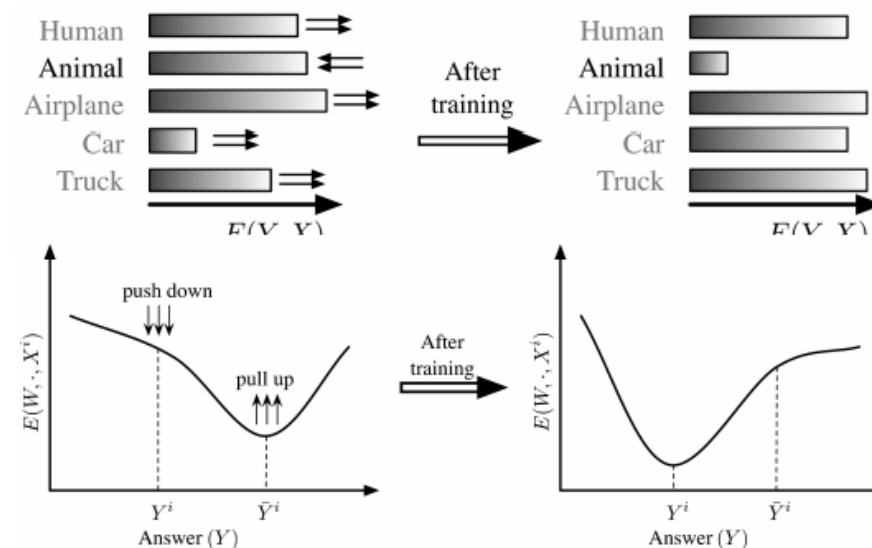 Human
Animal
Airplane
Car
Truck
After
training
Human
Animal
Airplane
Car
Truck
E(W, ·, X^i)
push down
pull up
Y^i
Ȳ^i
Answer (Y)
After
training
E(W, ·, X^i)
Y^i
Ȳ^i
Answer (Y)